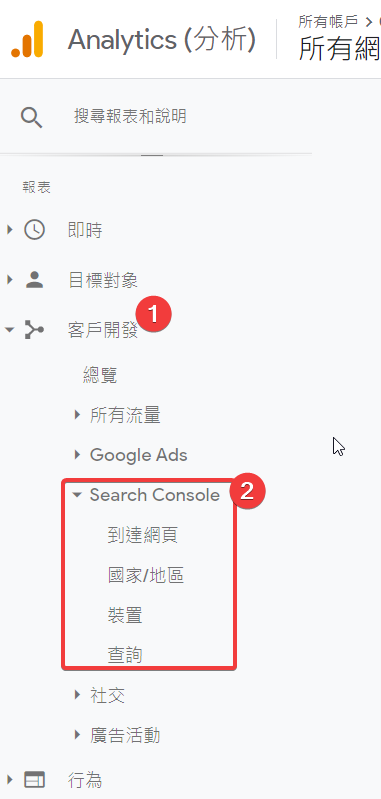 Analytics (分析)
所有帳戶 >
所有網
搜尋報表和說明
報表
即時
目標對象
客戶開發
1
總覽
所有流量
Google Ads
Search Console
2
到達網頁
國家/地區
裝置
查詢
社交
廣告活動
行為